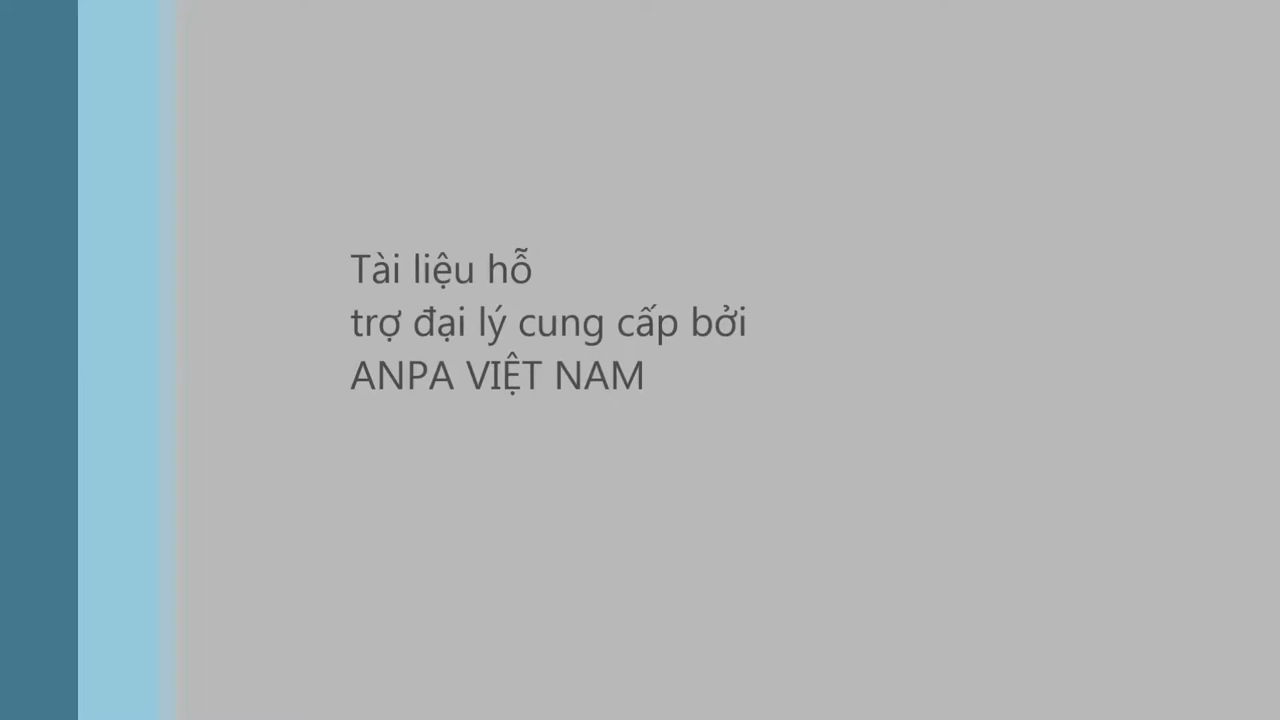 Tài liệu hỗ
trợ đại lý cung cấp bởi
ANPA VIỆT NAM